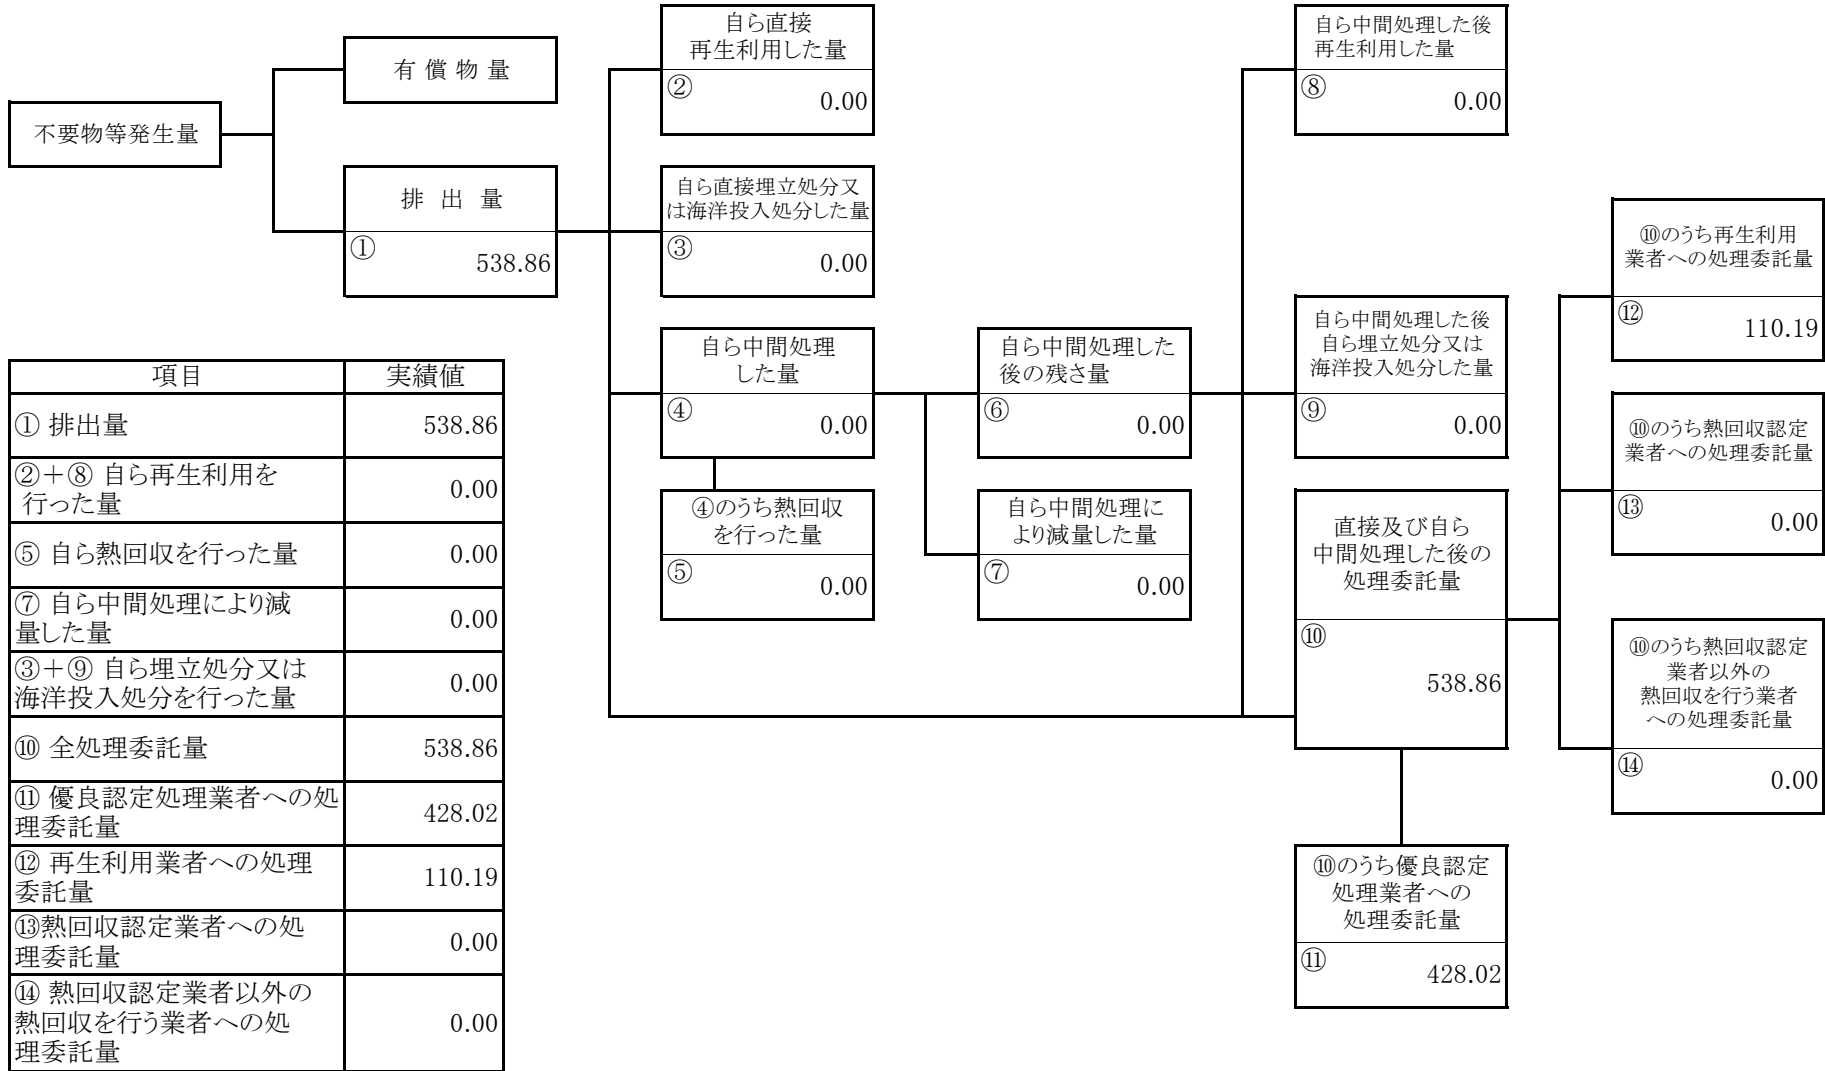 不要物等発生量
有償物量
排出量
①
538.86
自ら直接
再生利用した量
②
0.00
自ら直接埋立処分又
は海洋投入処分した量
③
0.00
自ら中間処理
した量
④
0.00
④のうち熱回収
を行った量
⑤
0.00
自ら中間処理した
後の残さ量
⑥
0.00
自ら中間処理に
より減量した量
⑦
0.00
自ら中間処理した後
再生利用した量
⑧
0.00
自ら中間処理した後
自ら埋立処分又は
海洋投入処分した量
⑨
0.00
直接及び自ら
中間処理した後の
処理委託量
⑩
538.86
⑩のうち優良認定
処理業者への
処理委託量
⑪
428.02
⑩のうち再生利用
業者への処理委託量
⑫
110.19
⑩のうち熱回収認定
業者への処理委託量
⑬
0.00
⑩のうち熱回収認定
業者以外の
熱回収を行う業者
への処理委託量
⑭
0.00
項目 実績値
① 排出量 538.86
②+⑧ 自ら再生利用を
行った量 0.00
⑤ 自ら熱回収を行った量 0.00
⑦ 自ら中間処理により減
量した量 0.00
③+⑨ 自ら埋立処分又は
海洋投入処分を行った量 0.00
⑩ 全処理委託量 538.86
⑪ 優良認定処理業者への処
理委託量 428.02
⑫ 再生利用業者への処理
委託量 110.19
⑬熱回収認定業者への処
理委託量 0.00
⑭ 熱回収認定業者以外の
熱回収を行う業者への処
理委託量 0.00